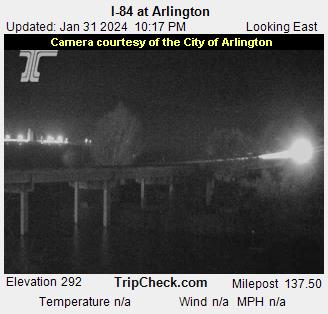 I-84 at Arlington
Updated: Jan 31 2024 10:17 PM Looking East
Camera courtesy of the City of Arlington
Elevation 292 TripCheck.com Milepost 137.50
Temperature n/a Wind n/a MPH n/a